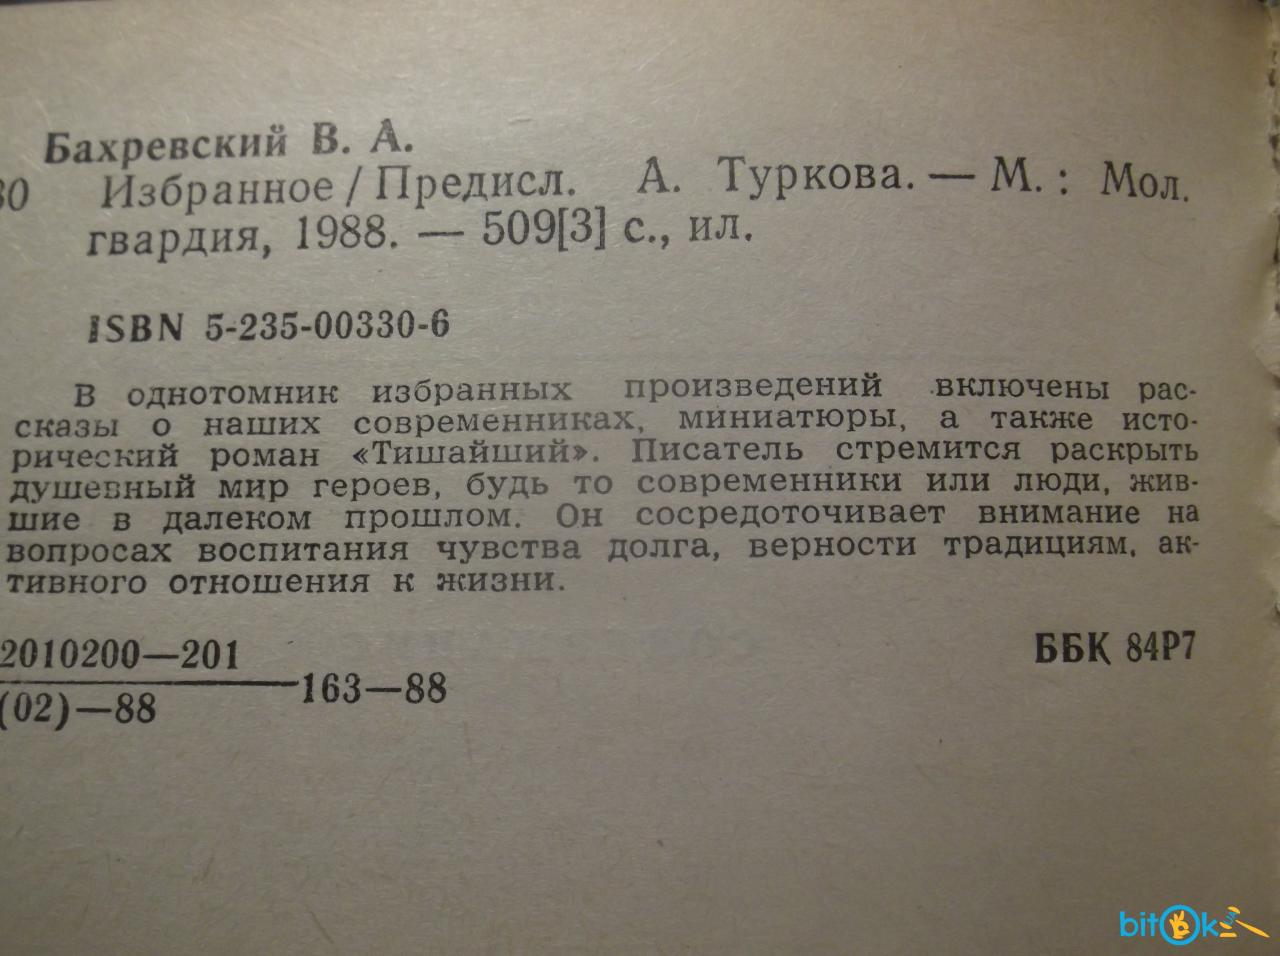 Бахревский В. А.
30 Избранное / Предисл. А. Туркова. — М. : Мол.
гвардия, 1988. — 509[3] с., ил.
ISBN 5-235-00330-6
В однотомник избранных произведений включены рас-
сказы о наших современниках, миниатюры, а также исто-
рический роман «Тишайший». Писатель стремится раскрыть
душевный мир героев, будь то современники или люди, жив-
шие в далеком прошлом. Он сосредоточивает внимание на
вопросах воспитания чувства долга, верности традициям, ак-
тивного отношения к жизни.
2010200—201
(02)—88
163—88
ББК 84Р7
bitok